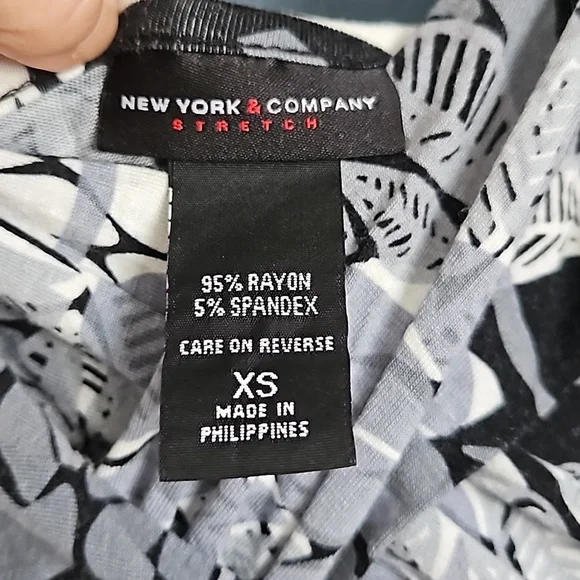 NEW YORK & COMPANY
STRETCH
95% RAYON
5% SPANDEX
CARE ON REVERSE
XS
MADE IN
PHILIPPINES